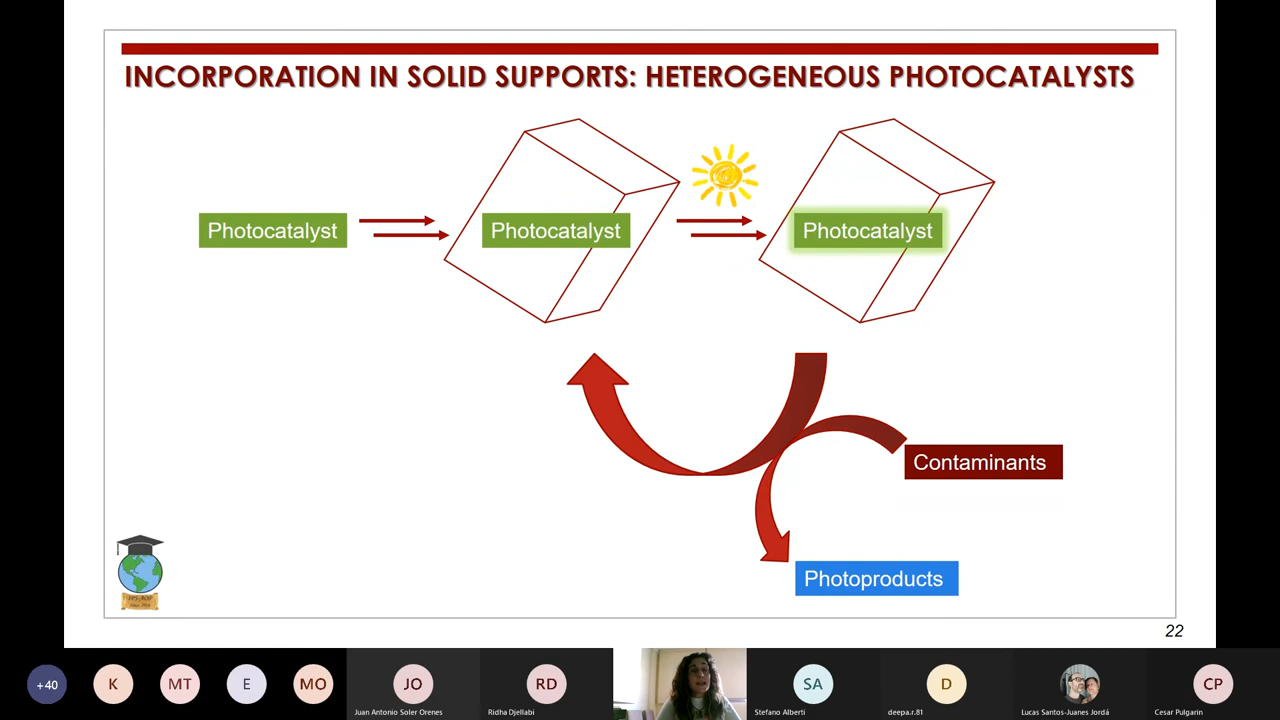 INCORPORATION IN SOLID SUPPORTS: HETEROGENEOUS PHOTOCATALYSTS
Photocatalyst
Photocatalyst
Photocatalyst
Contaminants
Photoproducts
22
+40
K
MT
E
MO
JO
RD
SA
D
CP
Juan Antonio Soler Orenes
Ridha Djellabi
Stefano Alberti
deepa.r.81
Lucas Santos-Juanes Jordá
Cesar Pulgarin